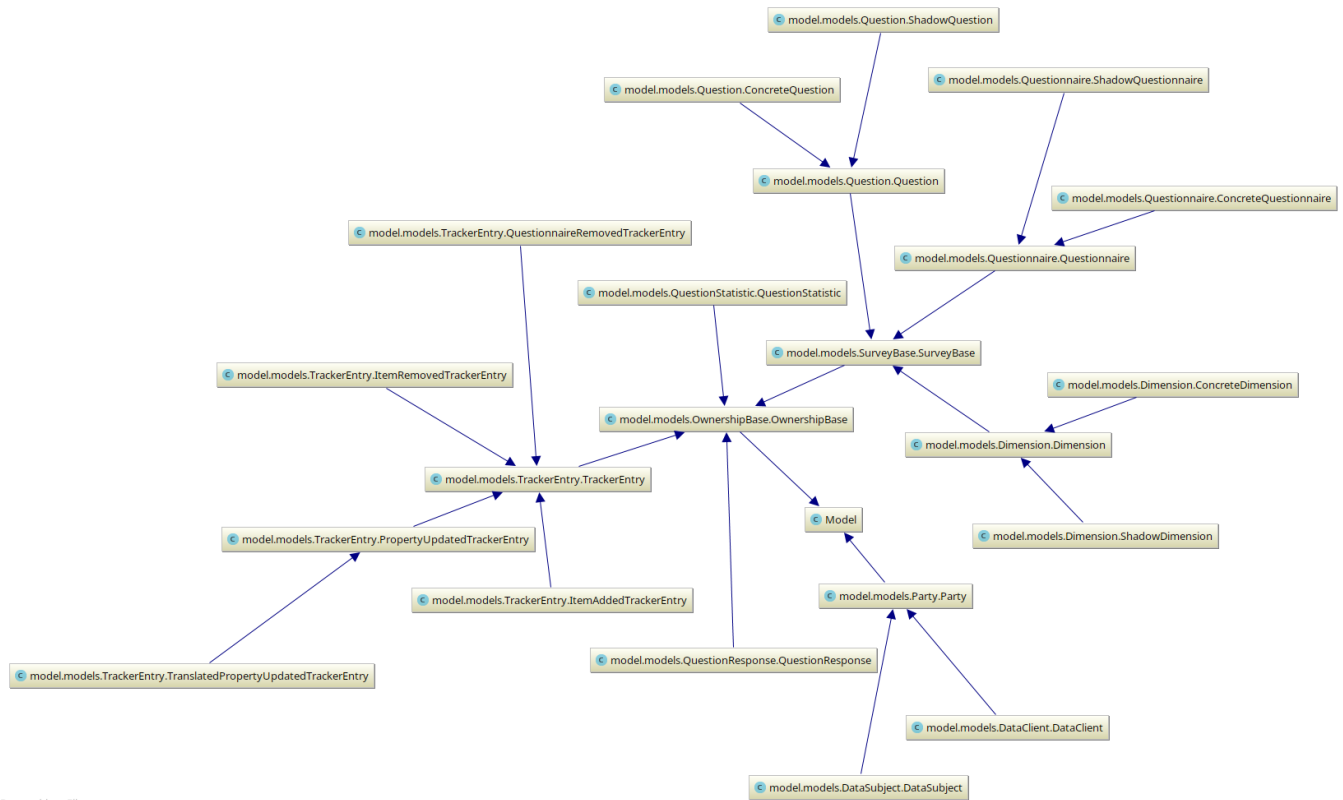 C model.models.Question.ShadowQuestion
C model.models.Questionnaire.ShadowQuestionnaire
C model.models.Question.ConcreteQuestion
C model.models.Question.Question
C model.models.Questionnaire.ConcreteQuestionnaire
C model.models.TrackerEntry.QuestionnaireRemovedTrackerEntry
C model.models.Questionnaire.Questionnaire
C model.models.QuestionStatistic.QuestionStatistic
C model.models.SurveyBase.SurveyBase
C model.models.TrackerEntry.ItemRemovedTrackerEntry
C model.models.Dimension.ConcreteDimension
C model.models.OwnershipBase.OwnershipBase
C model.models.Dimension.Dimension
C model.models.TrackerEntry.TrackerEntry
C Model
C model.models.Dimension.ShadowDimension
C model.models.TrackerEntry.PropertyUpdatedTrackerEntry
C model.models.Party.Party
C model.models.TrackerEntry.ItemAddedTrackerEntry
C model.models.QuestionResponse.QuestionResponse
C model.models.TrackerEntry.TranslatedPropertyUpdatedTrackerEntry
C model.models.DataClient.DataClient
C model.models.DataSubject.DataSubject